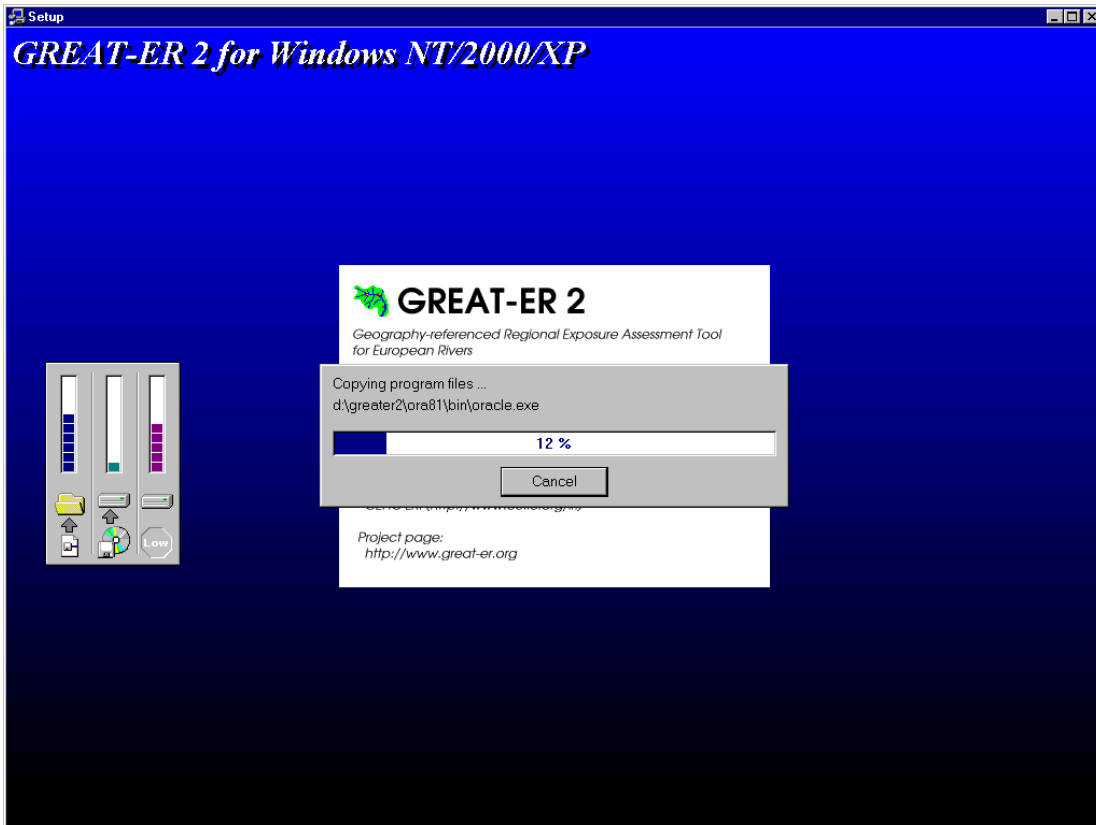 Setup
GREAT-ER 2 for Windows NT/2000/XP
GREAT-ER 2
Geography-referenced Regional Exposure Assessment Tool
for European Rivers
Copying program files ...
d:\greater2\ora81\bin\oracle.exe
12 %
Cancel
Low
Project page:
http://www.great-er.org